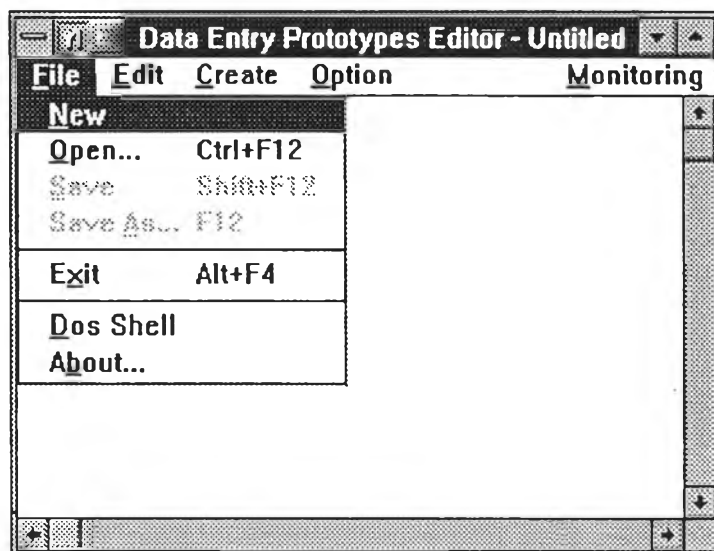 Data Entry Prototypes Editor - Untitled
File Edit Create Option Monitoring
New
Open... Ctrl+F12
Save Shift+F12
Save As... F12
Exit Alt+F4
Dos Shell
About...